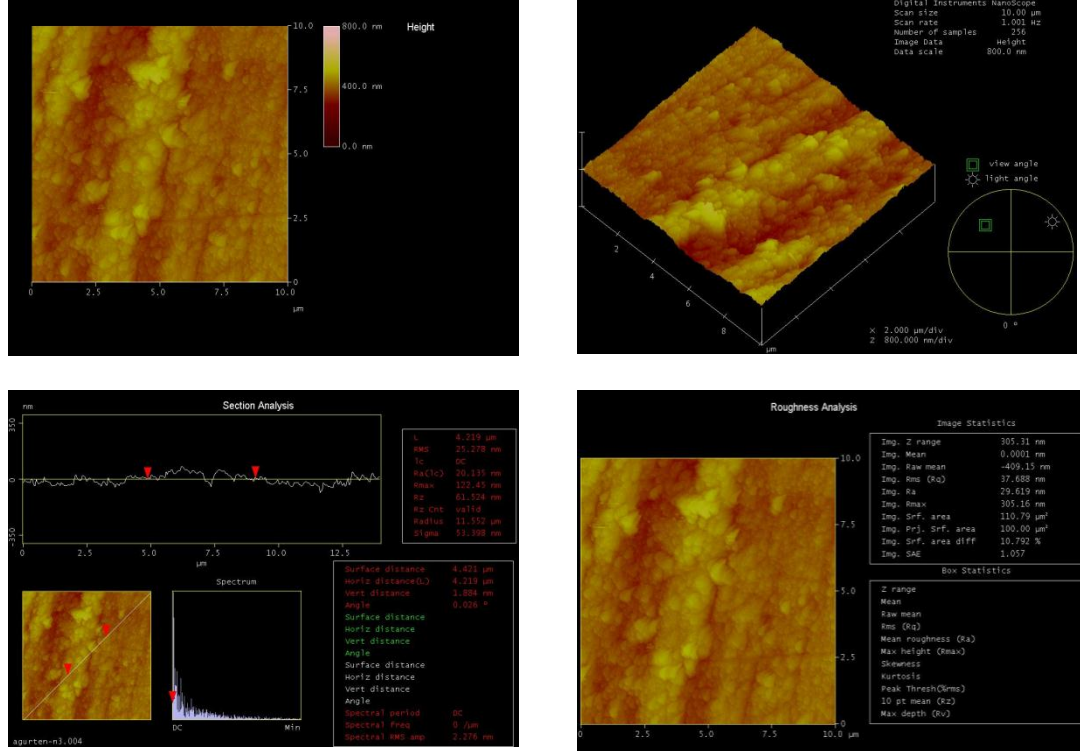 Height
10.0
7.5
5.0
2.5
0
800.0 nm
400.0 nm
0.0 nm
0 2.5 5.0 7.5 10.0
µm
Digital Instruments NanoScope
Scan size 10.00 µm
Scan rate 1.001 Hz
Number of samples 256
Image Data Height
Data scale 800.0 nm
view angle
light angle
0 °
2
4
6
8
µm
X 2.000 µm/div
Z 800.000 nm/div
Section Analysis
nm
350
0
-350
0 2.5 5.0 7.5 10.0 12.5
µm
L 4.219 µm
RMS 25.278 nm
lc DC
Ra(lc) 20.131 nm
Rmax 122.45 nm
Rz 61.524 nm
Rz Cnt valid
Radius 11.552 µm
Sigma 53.398 nm
Spectrum
DC Min
Surface distance 4.421 µm
Horiz distance(L) 4.219 µm
Vert distance 1.884 nm
Angle 0.026 °
Surface distance
Horiz distance
Vert distance
Angle
Surface distance
Horiz distance
Vert distance
Angle
Spectral period DC
Spectral freq 0 /µm
Spectral RMS amp 2.276 nm
agurten-n3.004
Roughness Analysis
10.0
7.5
5.0
2.5
0
0 2.5 5.0 7.5 10.0 µm
Image Statistics
Img. Z range 305.31 nm
Img. Mean 0.0001 nm
Img. Raw mean -409.15 nm
Img. Rms (Rq) 37.688 nm
Img. Ra 29.619 nm
Img. Rmax 305.16 nm
Img. Srf. area 110.79 µm²
Img. Prj. Srf. area 100.00 µm²
Img. Srf. area diff 10.792 %
Img. SAE 1.057
Box Statistics
Z range
Mean
Raw mean
Rms (Rq)
Mean roughness (Ra)
Max height (Rmax)
Skewness
Kurtosis
Peak Thresh(%rms)
10 pt mean (Rz)
Max depth (Rv)